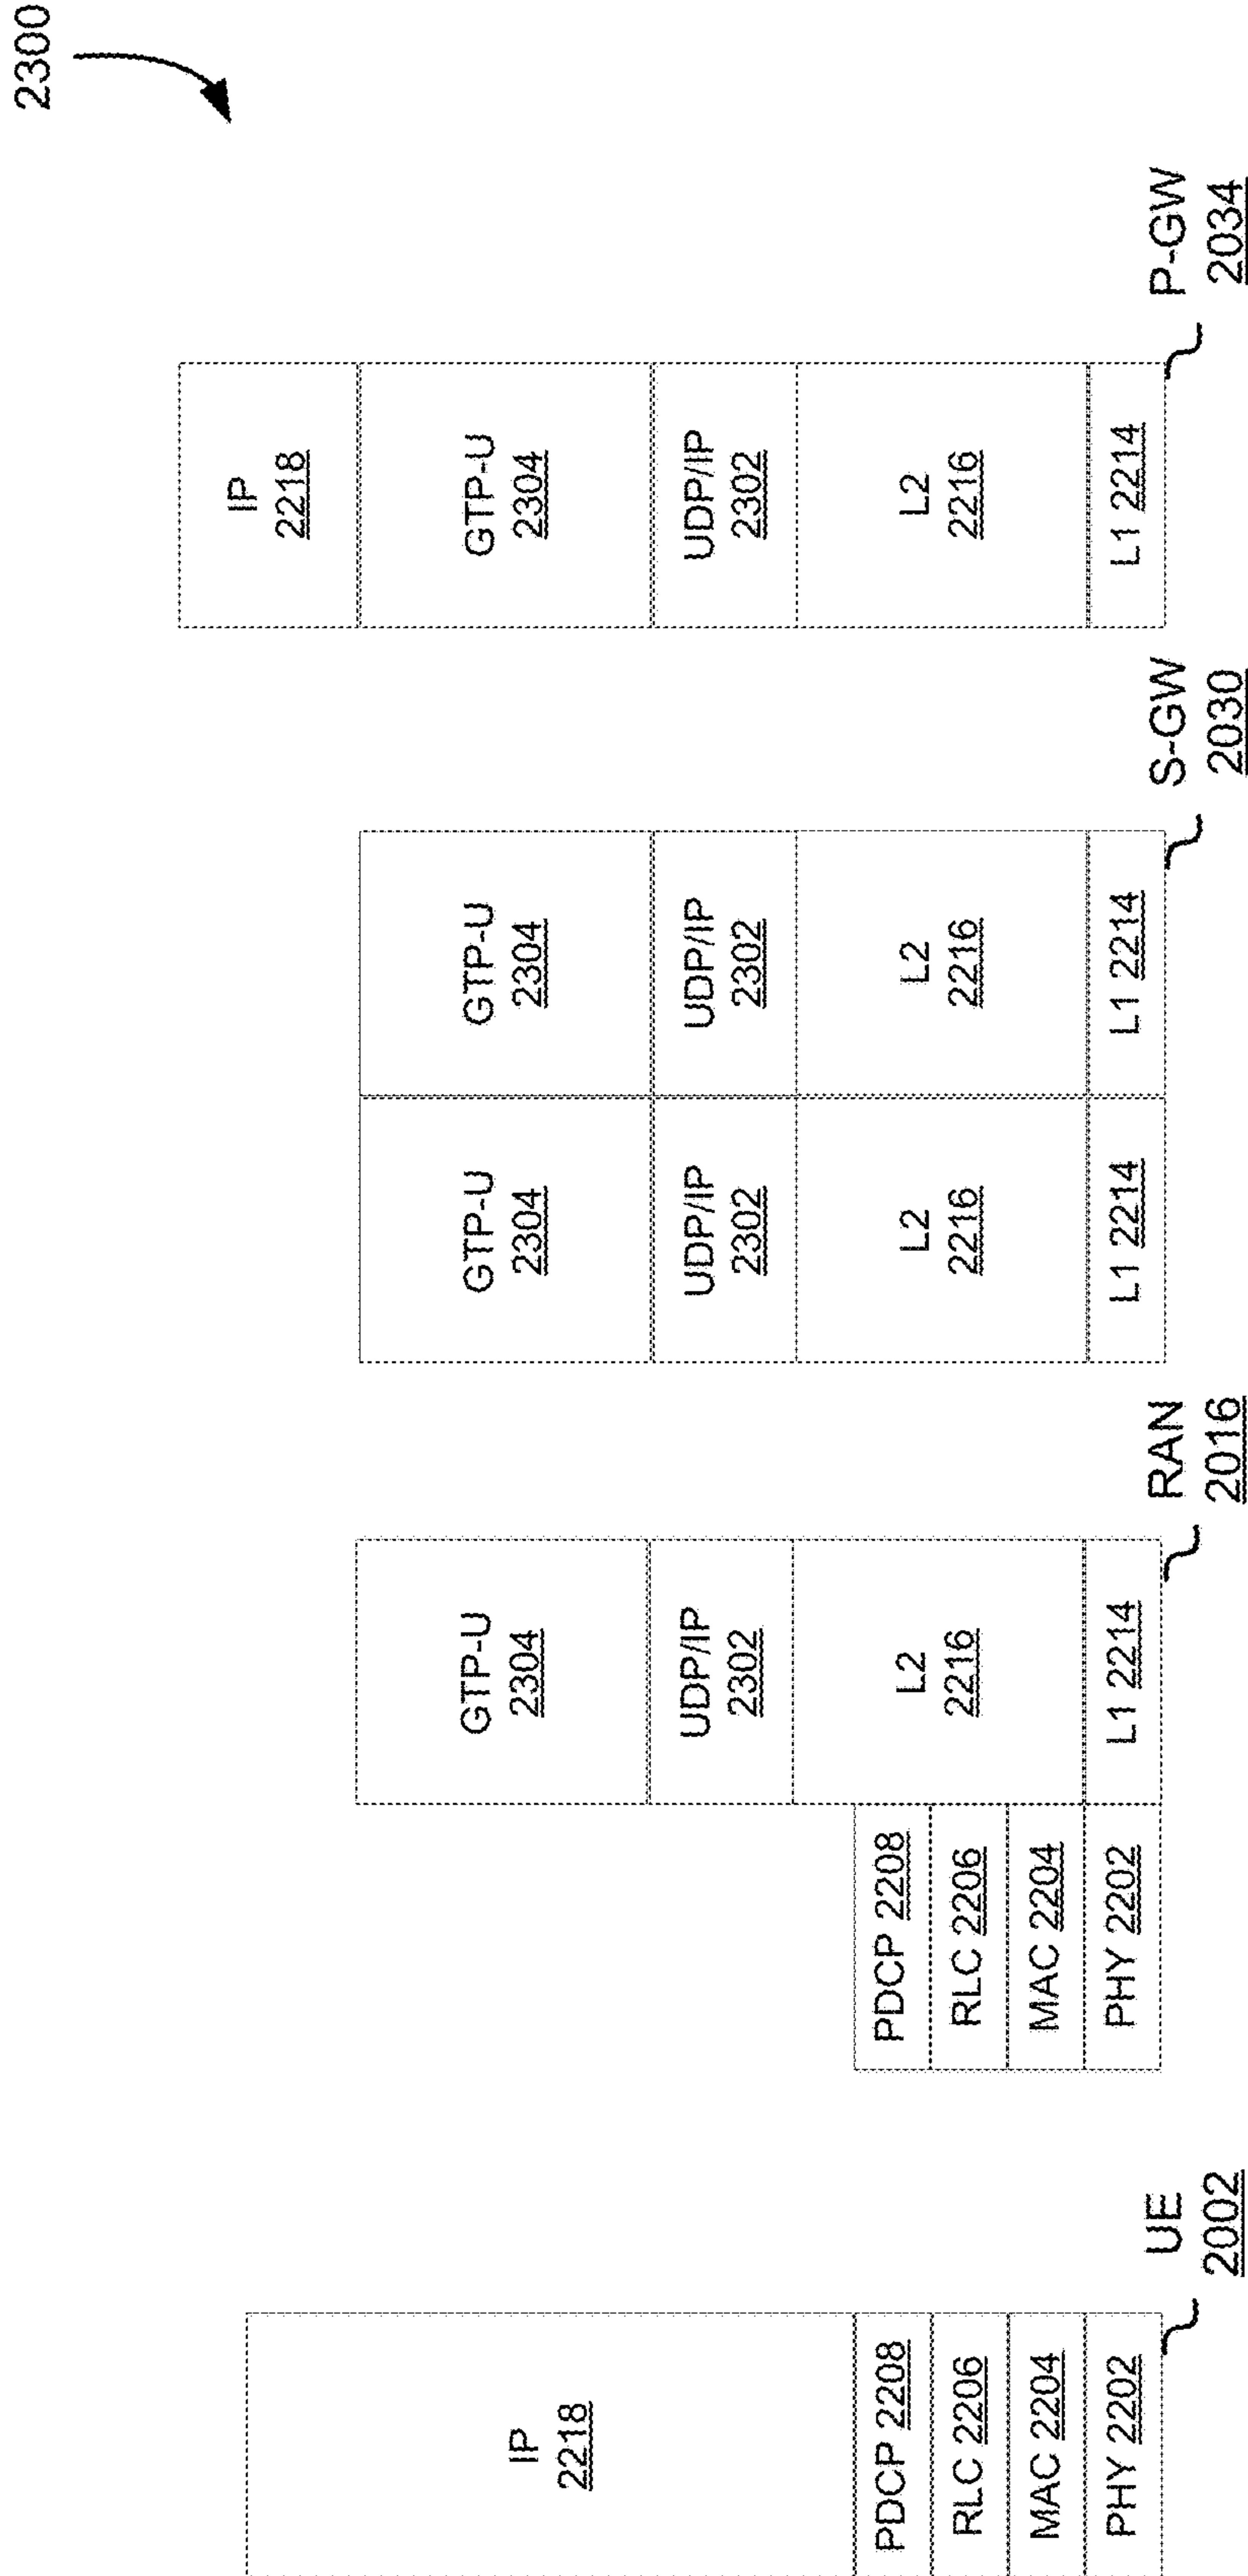 2300
IP
2218
PDCP 2208
RLC 2206
MAC 2204
PHY 2202
UE
2002
PDCP 2208
RLC 2206
MAC 2204
PHY 2202
GTP-U
2304
UDP/IP
2302
L2
2216
L1 2214
RAN
2016
GTP-U
2304
UDP/IP
2302
L2
2216
L1 2214
GTP-U
2304
UDP/IP
2302
L2
2216
L1 2214
S-GW
2030
IP
2218
GTP-U
2304
UDP/IP
2302
L2
2216
L1 2214
P-GW
2034